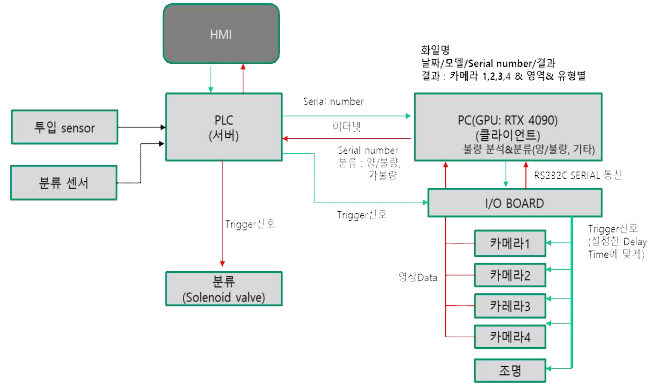 HMI
화일명
날짜/모델/Serial number/결과
결과 : 카메라 1,2,3,4 & 영역& 유형별
투입 sensor
분류 센서
PLC
(서버)
Serial number
이더넷
Serial number
분류 : 양/불량,
가불량
PC(GPU: RTX 4090)
(클라이언트)
불량 분석&분류(양/불량, 기타)
RS232C SERIAL 통신
I/O BOARD
Trigger신호
Trigger신호
Trigger신호
(설정한 Delay
Time에 맞게)
분류
(Solenoid valve)
영상Data
카메라1
카메라2
카레라3
카메라4
조명